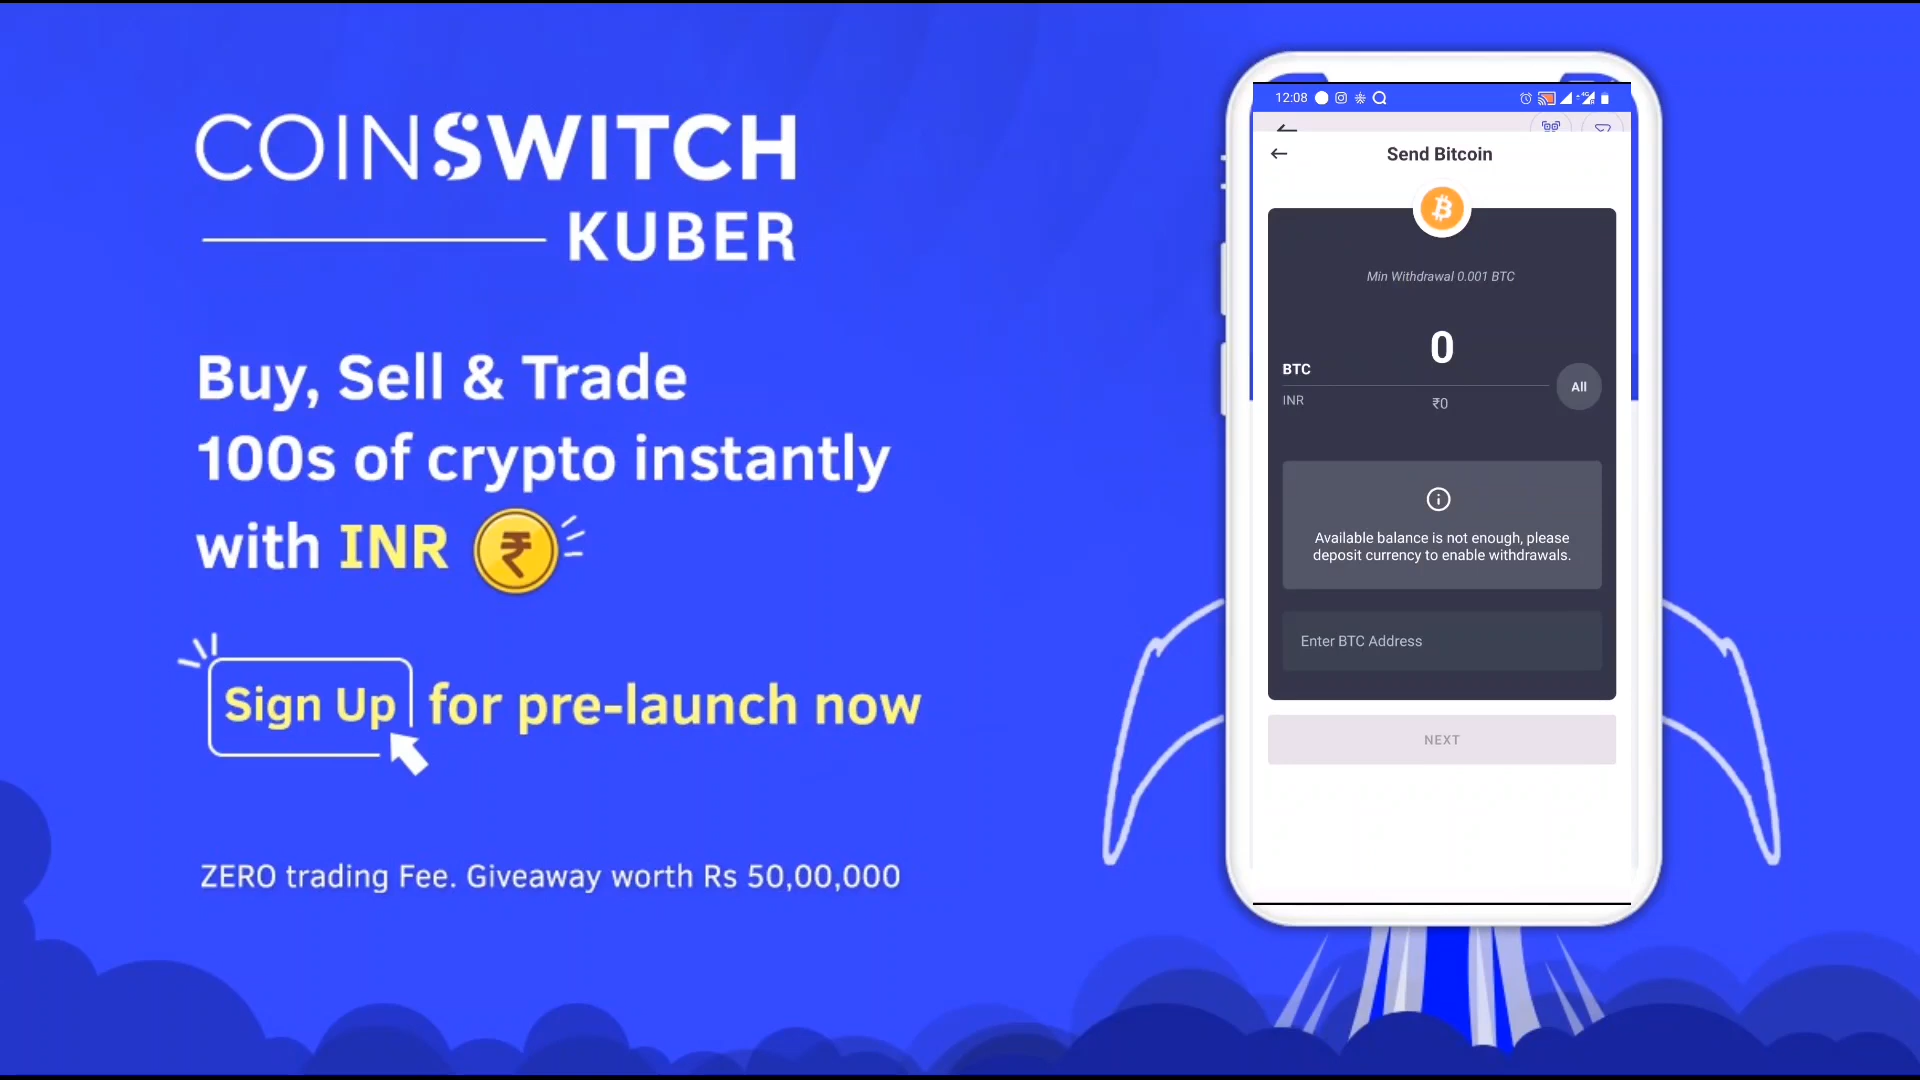 COINSWITCH
KUBER
Buy, Sell & Trade
100s of crypto instantly
with INR ₹
Sign Up for pre-launch now
ZERO trading Fee. Giveaway worth Rs 50,00,000
12:08
Send Bitcoin
Min Withdrawal 0.001 BTC
0
BTC
All
INR
₹0
Available balance is not enough, please
deposit currency to enable withdrawals.
Enter BTC Address
NEXT